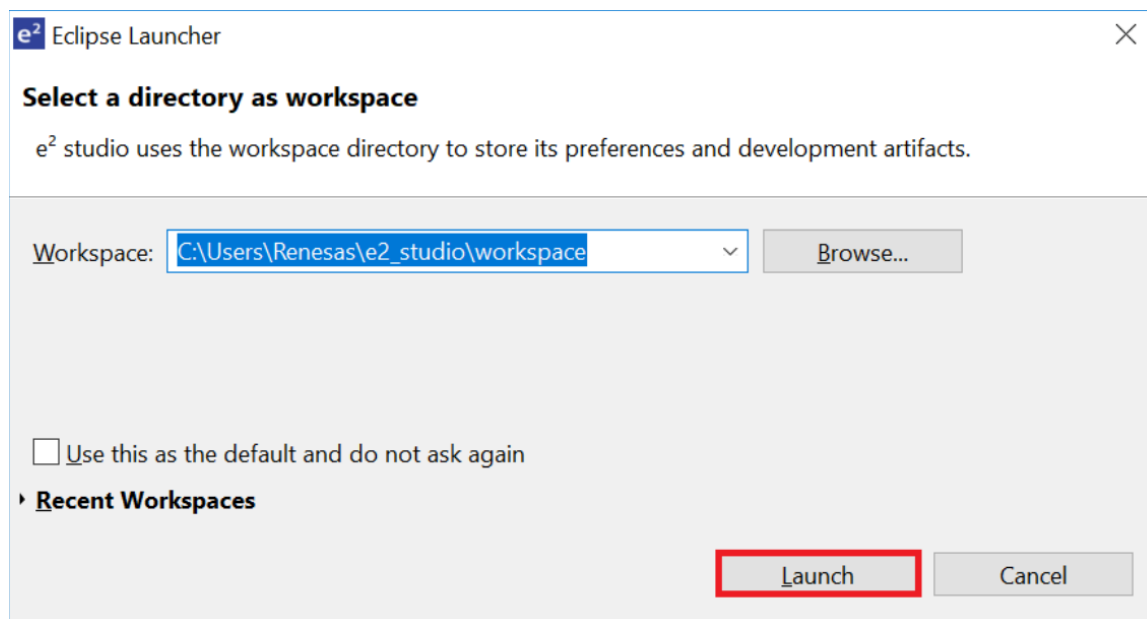 e² Eclipse Launcher
Select a directory as workspace
e² studio uses the workspace directory to store its preferences and development artifacts.
Workspace: C:\Users\Renesas\e2_studio\workspace Browse...
Use this as the default and do not ask again
Recent Workspaces
Launch Cancel